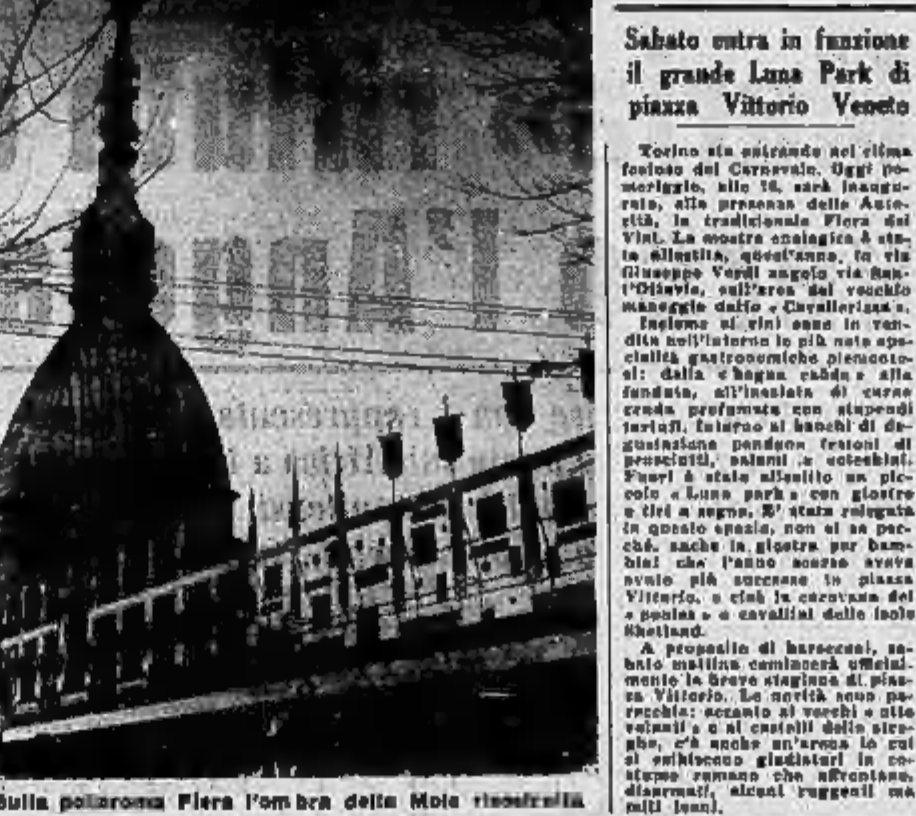 Sabato entra in funzione
il grande Luna Park di
piazza Vittorio Veneto
Torino sta entrando nel clima
festoso del Carnevale. Oggi po-
meriggio, alle 16, sarà inaugu-
rata, alla presenza delle Auto-
rità, la tradizionale Fiera dei
Vini. La mostra enologica è sta-
ta allestita, quest'anno, in via
Giuseppe Verdi angolo via
sull'area del vecchio
maneggio della « Cavallerizza ».
Insieme ai vini sono in ven-
dita nell'interno le più note spe-
cialità gastronomiche piemonte-
si: dalla « bagna caöda » alla
fonduta, all'insalata di carne
cruda profumata con stupendi
tartufi. Intorno ai banchi di de-
gustazione pendono festoni di
prosciutti, salami e cotechini.
Fuori è stato allestito un pic-
colo « Luna park » con giostre
e tiri a segno. E' stata relegata
in questo spazio, non si sa per-
ché, anche la giostra per bam-
bini che l'anno scorso aveva
avuto più successo in piazza
Vittorio, e cioè la carovana dei
« ponies » o cavallini delle isole
Shetland.
A proposito di baracconi, sa-
bato mattina comincerà ufficial-
mente la breve stagione di piaz-
za Vittorio. Le novità sono pa-
recchie: accanto ai vecchi « otto
volanti » e ai castelli delle stre-
ghe, c'è anche un'arena in cui
si esibiscono gladiatori in co-
stume romano che affrontano,
disarmati, alcuni ruggenti ma
miti leoni.
Sulla Fiera l'ombra della Mole